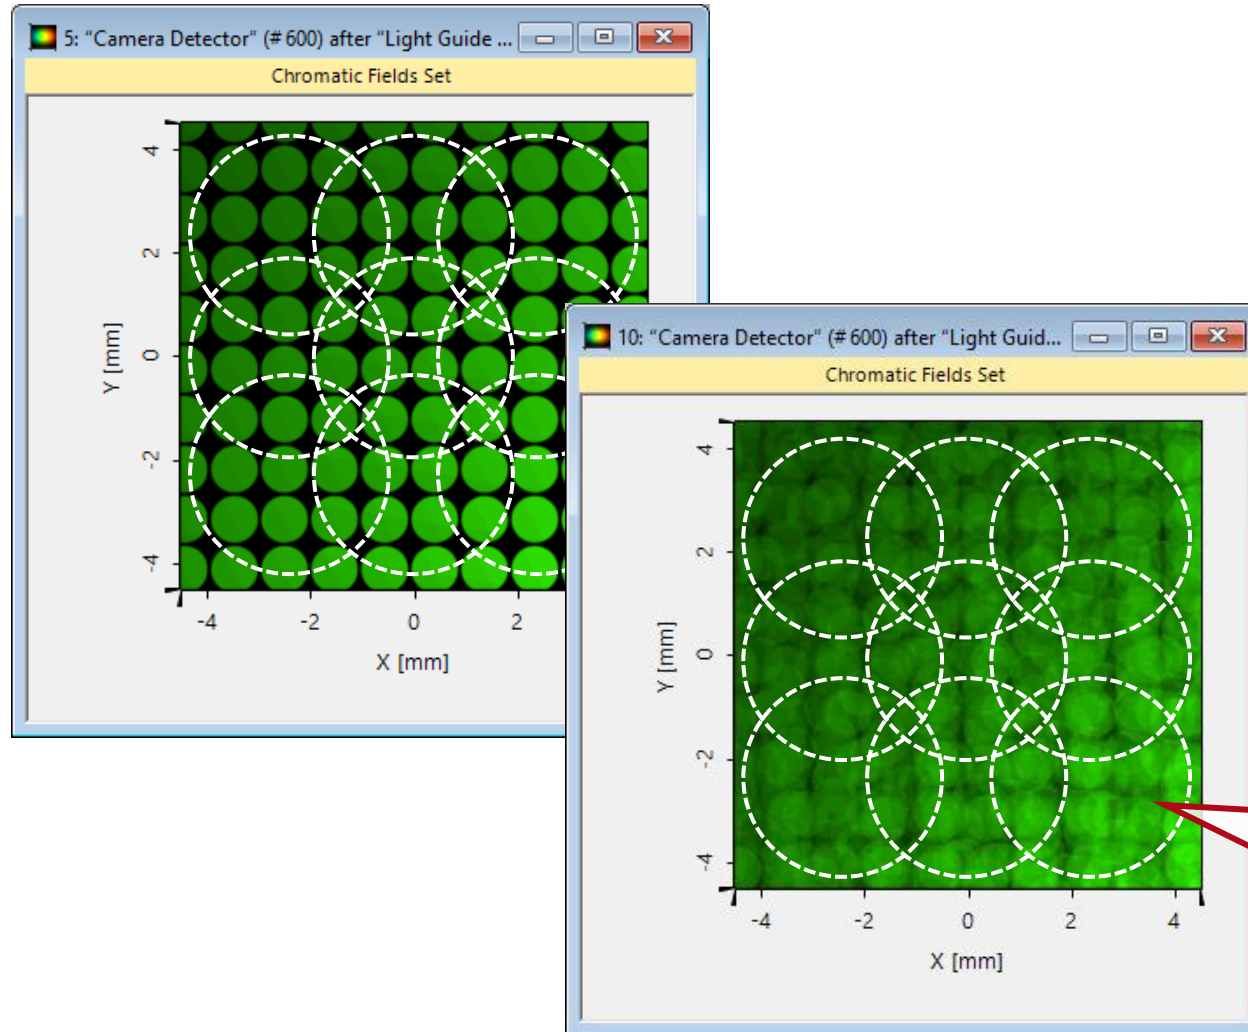 5: "Camera Detector" (# 600) after "Light Guide ...
Chromatic Fields Set
4
2
0
-2
-4
Y [mm]
-4
-2
0
2
X [mm]
10: "Camera Detector" (# 600) after "Light Guid...
Chromatic Fields Set
4
2
0
-2
-4
Y [mm]
-4
-2
0
2
4
X [mm]